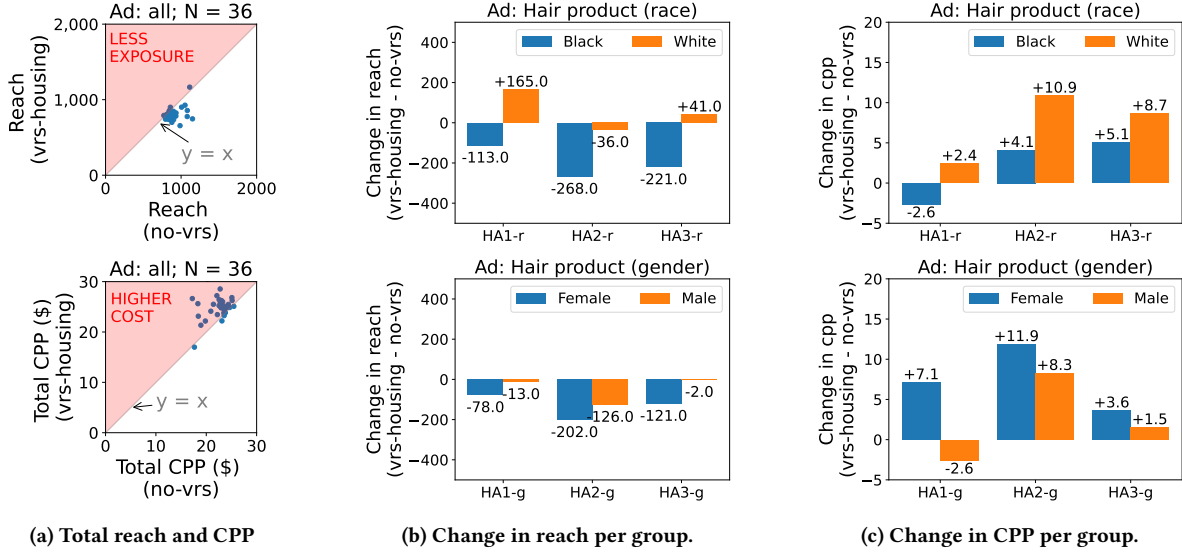 Ad: all; N = 36
2,000
1,000
0
0
1000
2000
LESS
EXPOSURE
y = x
Reach
(vrs-housing)
Reach
(no-vrs)
Ad: all; N = 36
30
20
10
0
0
10
20
30
HIGHER
COST
y = x
Total CPP ($)
(vrs-housing)
Total CPP ($)
(no-vrs)
(a) Total reach and CPP
Ad: Hair product (race)
Black
White
400
200
0
−200
−400
Change in reach
(vrs-housing - no-vrs)
-113.0
+165.0
-268.0
-36.0
-221.0
+41.0
HA1-r
HA2-r
HA3-r
Ad: Hair product (gender)
Female
Male
400
200
0
−200
−400
Change in reach
(vrs-housing - no-vrs)
-78.0
-13.0
-202.0
-126.0
-121.0
-2.0
HA1-g
HA2-g
HA3-g
(b) Change in reach per group.
Ad: Hair product (race)
Black
White
20
15
10
5
0
−5
Change in cpp
(vrs-housing - no-vrs)
-2.6
+2.4
+4.1
+10.9
+5.1
+8.7
HA1-r
HA2-r
HA3-r
Ad: Hair product (gender)
Female
Male
20
15
10
5
0
−5
Change in cpp
(vrs-housing - no-vrs)
+7.1
-2.6
+11.9
+8.3
+3.6
+1.5
HA1-g
HA2-g
HA3-g
(c) Change in CPP per group.